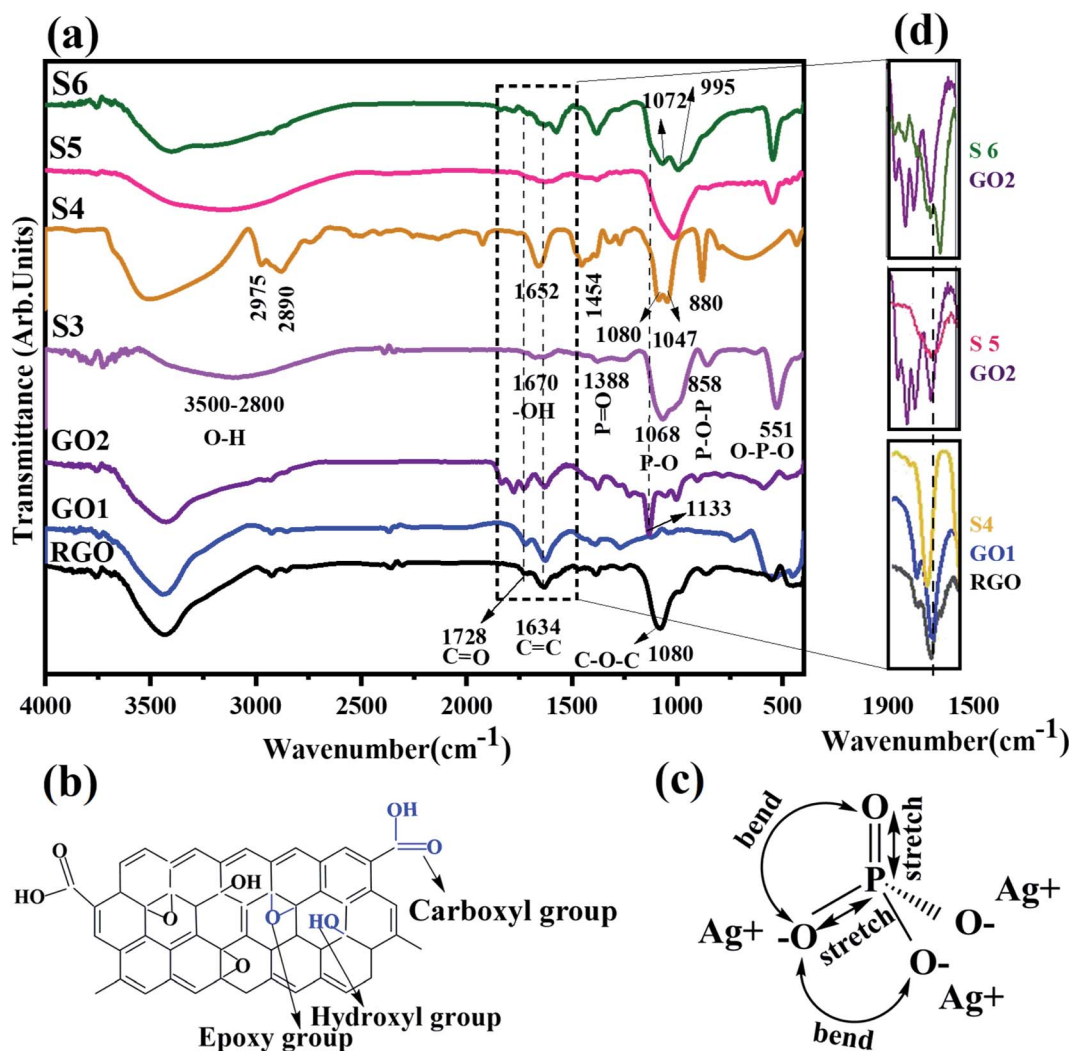 (a)
(d)
S6
S5
S4
S3
GO2
GO1
RGO
1072
995
2975
2890
1652
1454
1080
1047
880
3500-2800
O-H
1670
-OH
1388
P=O
1068
P-O
858
P-O-P
551
O-P-O
1133
1728
C=O
1634
C=C
C-O-C
1080
Transmittance (Arb.Units)
4000 3500 3000 2500 2000 1500 1000 500
Wavenumber(cm-1)
S 6
GO2
S 5
GO2
S4
GO1
RGO
1900 1500
Wavenumber(cm-1)
(b)
OH
O
O
HO
OH
O
O
HO
O
Carboxyl group
Hydroxyl group
Epoxy group
(c)
bend
O
stretch
P
Ag+
O-
Ag+ -O
stretch
O-
Ag+
bend